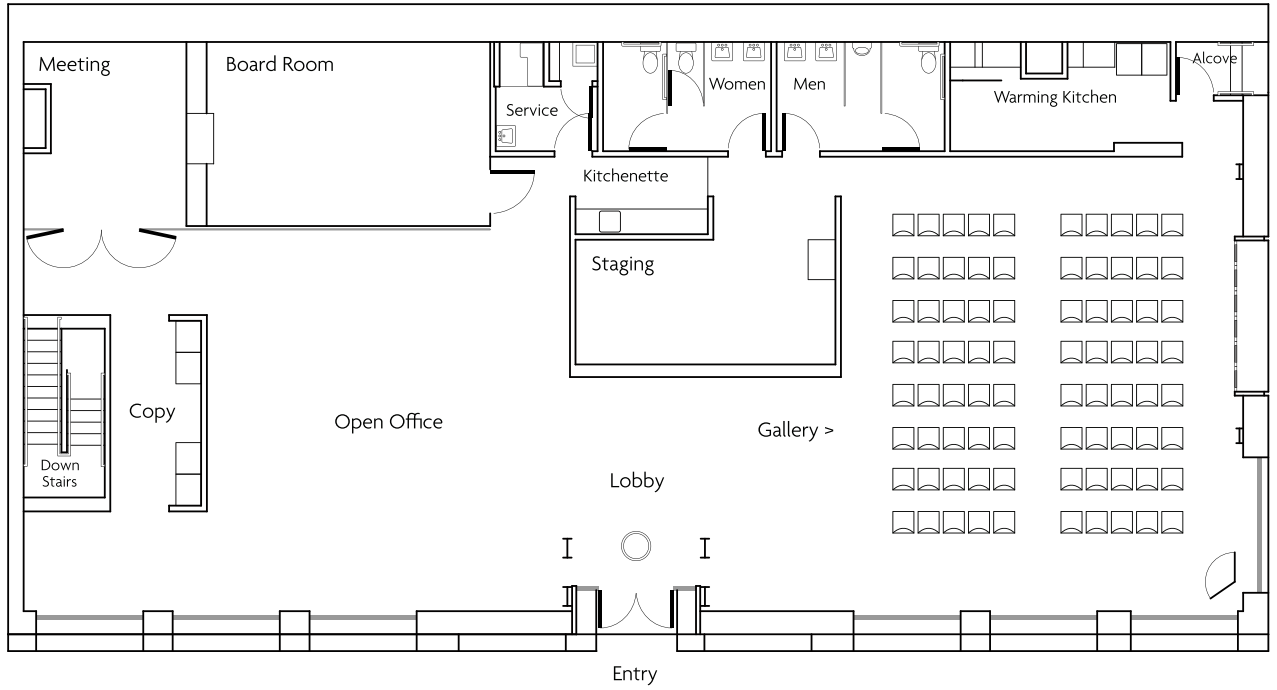 Meeting
Board Room
Service
Women
Men
Warming Kitchen
Alcove
Kitchenette
Staging
Copy
Open Office
Gallery >
Down
Stairs
Lobby
Entry